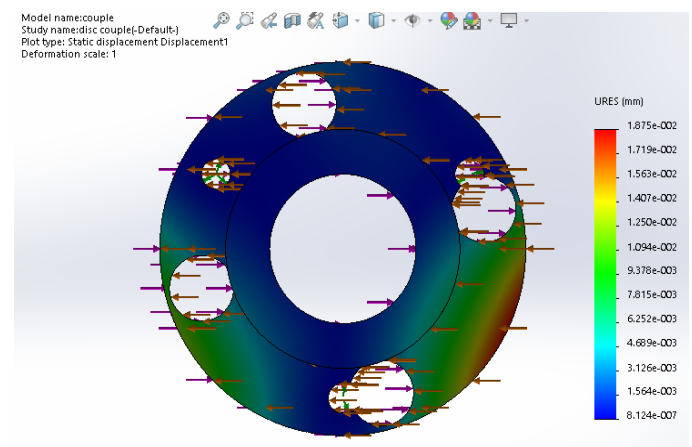 Model name:couple
Study name:disc couple(-Default-)
Plot type: Static displacement Displacement1
Deformation scale: 1
URES (mm)
1.875e-002
1.719e-002
1.563e-002
1.407e-002
1.250e-002
1.094e-002
9.378e-003
7.815e-003
6.252e-003
4.689e-003
3.126e-003
1.564e-003
8.124e-007